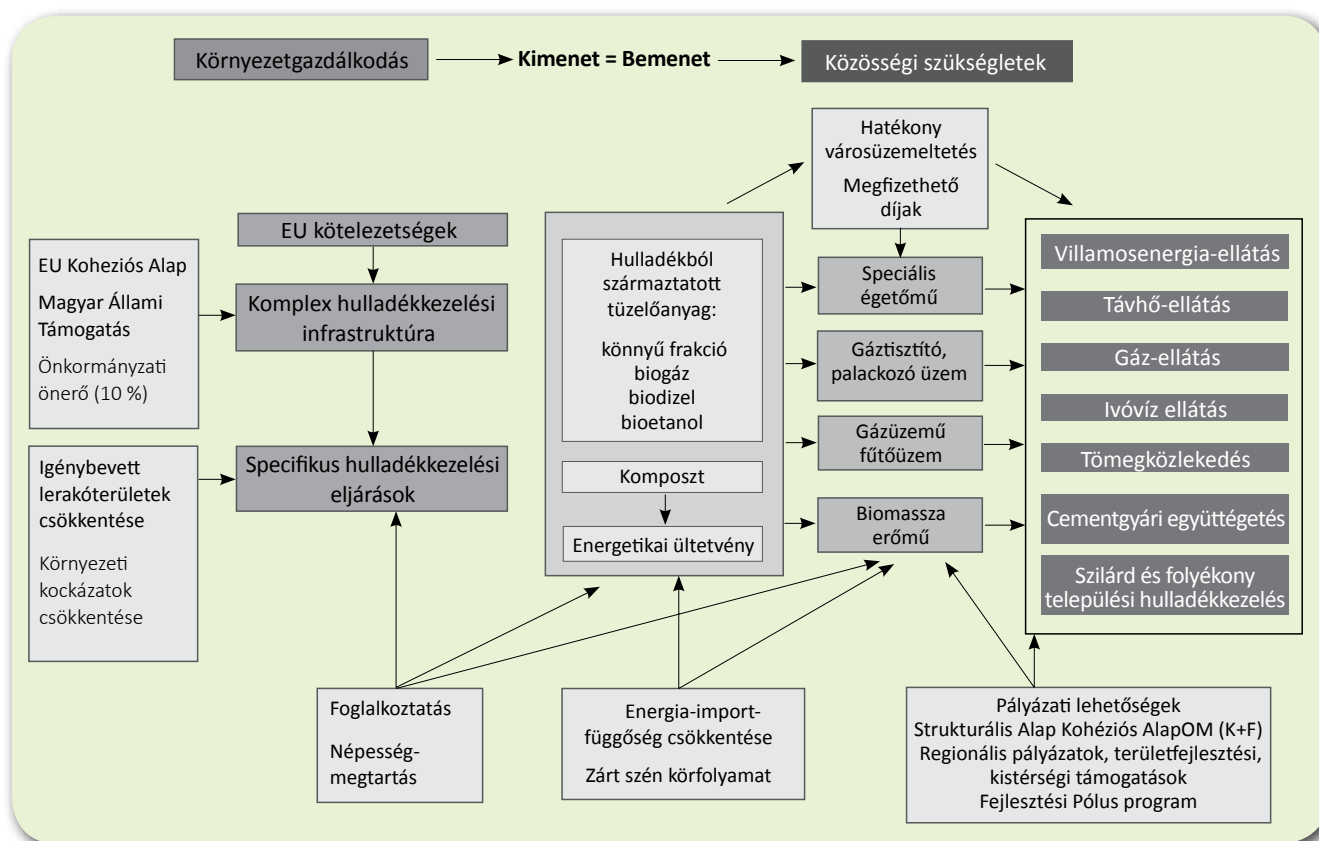 Környezetgazdálkodás
Kimenet = Bemenet
Közösségi szükségletek
Hatékony
városüzemeltetés
Megfizethető
díjak
EU kötelezetségek
EU Koheziós Alap
Magyar Állami
Támogatás
Önkormányzati
önerő (10 %)
Komplex hulladékkezelési
infrastruktúra
Igénybevett
lerakóterületek
csökkentése
Környezeti
kockázatok
csökkentése
Specifikus hulladékkezelési
eljárások
Hulladékból
származtatott
tüzelőanyag:
könnyű frakció
biogáz
biodizel
bioetanol
Komposzt
Energetikai ültetvény
Speciális
égetőmű
Gáztisztító,
palackozó üzem
Gázüzemű
fűtőüzem
Biomassza
erőmű
Villamosenergia-ellátás
Távhő-ellátás
Gáz-ellátás
Ivóvíz ellátás
Tömegközlekedés
Cementgyári együttégetés
Szilárd és folyékony
települési hulladékkezelés
Foglalkoztatás
Népesség-
megtartás
Energia-import-
függőség csökkentése
Zárt szén körfolyamat
Pályázati lehetőségek
Strukturális Alap Kohéziós AlapOM (K+F)
Regionális pályázatok, területfejlesztési,
kistérségi támogatások
Fejlesztési Pólus program